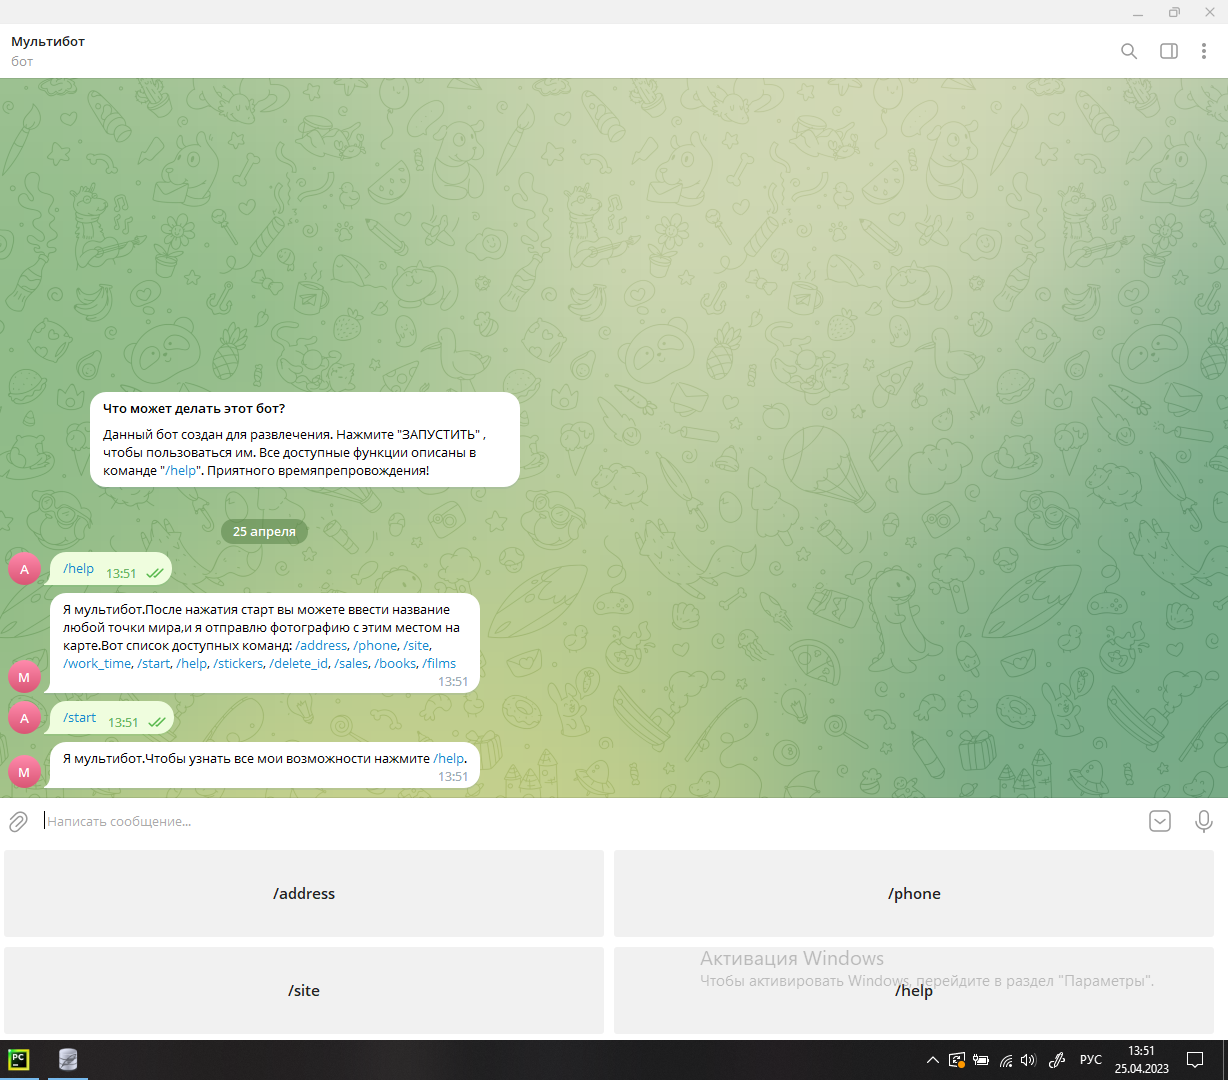 Мультибот
бот
Что может делать этот бот?
Данный бот создан для развлечения. Нажмите "ЗАПУСТИТЬ" ,
чтобы пользоваться им. Все доступные функции описаны в
команде "/help". Приятного времяпрепровождения!
25 апреля
А
/help 13:51
Я мультибот.После нажатия старт вы можете ввести название
любой точки мира,и я отправлю фотографию с этим местом на
карте.Вот список доступных команд: /address, /phone, /site,
/work_time, /start, /help, /stickers, /delete_id, /sales, /books, /films
13:51
М
А
/start 13:51
Я мультибот.Чтобы узнать все мои возможности нажмите /help.
13:51
М
Написать сообщение...
/address
/phone
/site
/help
Активация Windows
Чтобы активировать Windows, перейдите в раздел "Параметры".
PC
РУС
13:51
25.04.2023